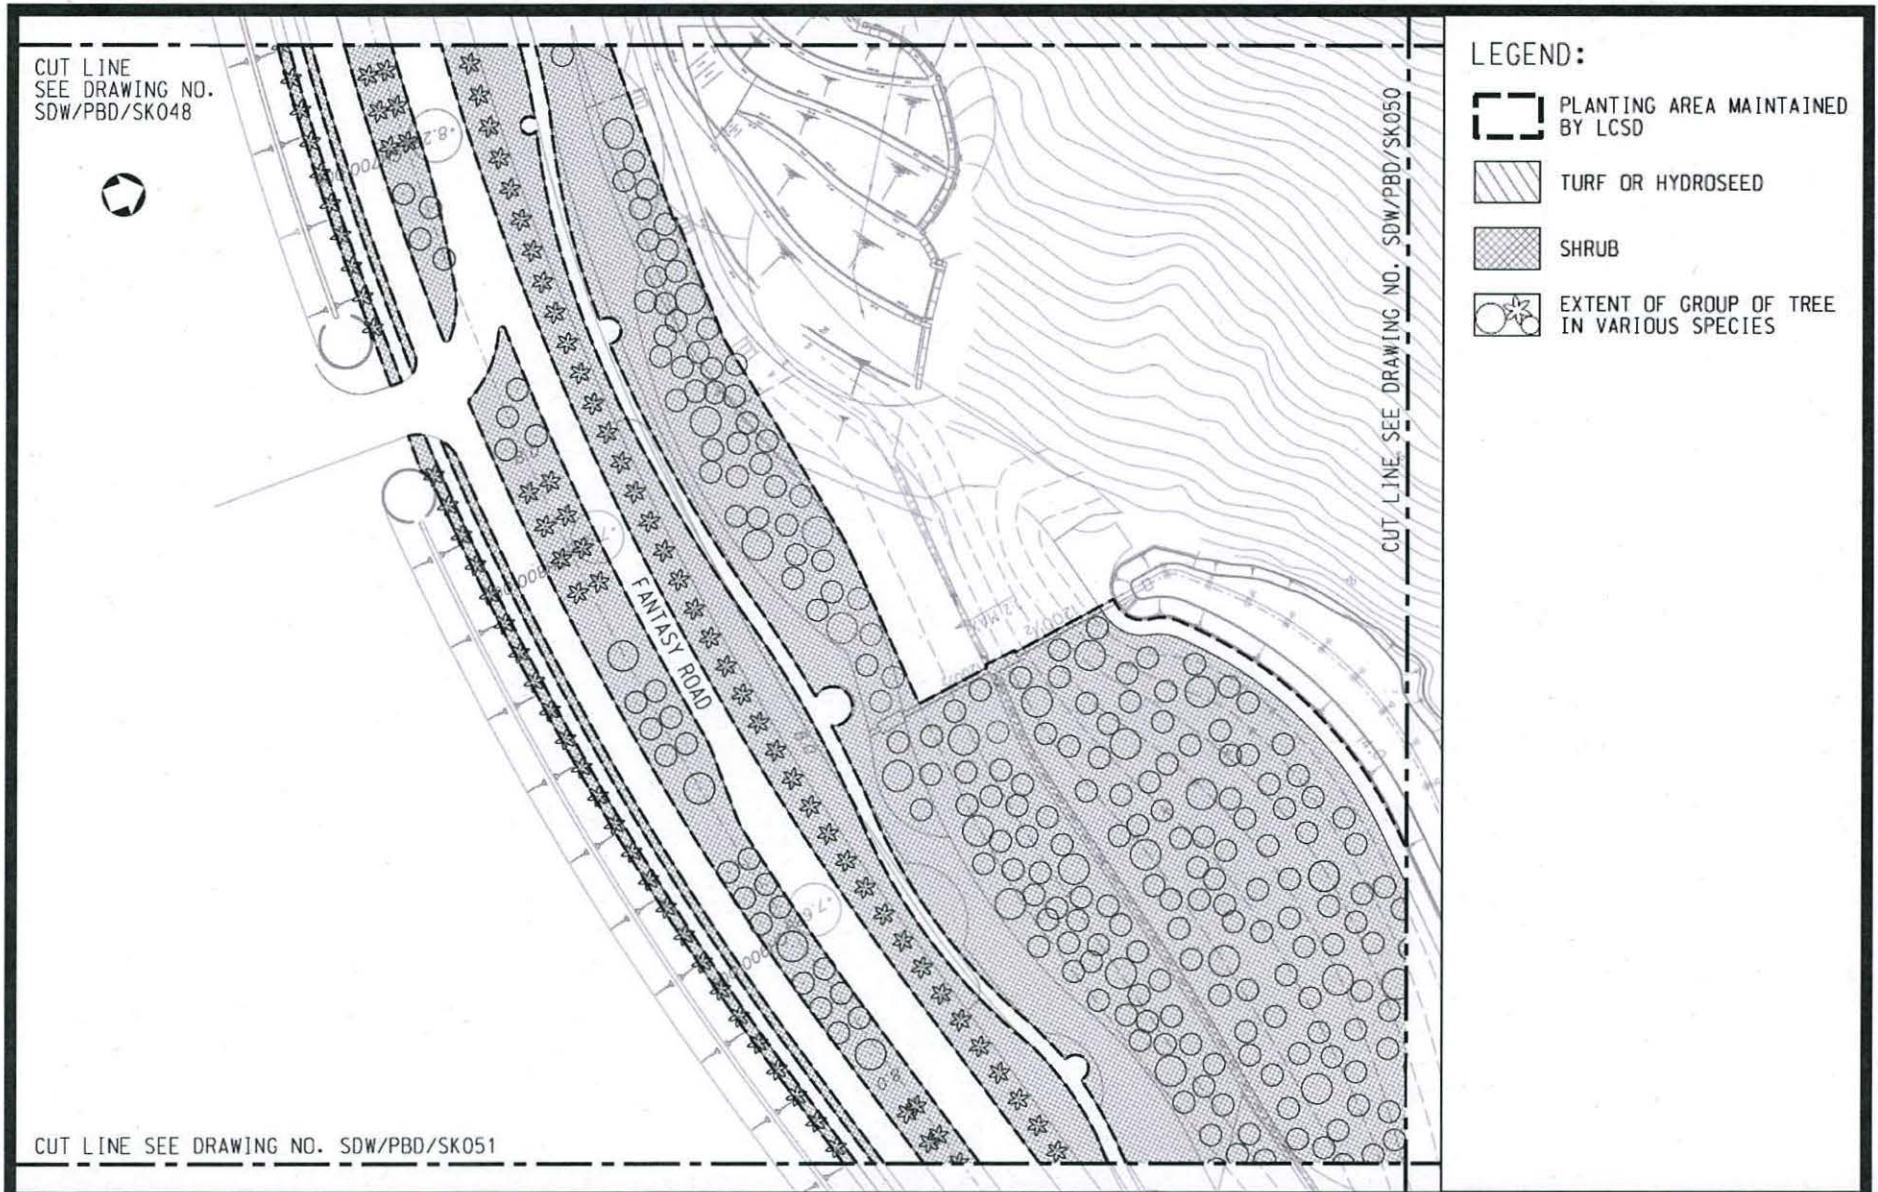 CUT LINE
SEE DRAWING NO.
SDW/PBD/SK048
FANTASY ROAD
CUT LINE SEE DRAWING NO. SDW/PBD/SK050
CUT LINE SEE DRAWING NO. SDW/PBD/SK051
LEGEND:
PLANTING AREA MAINTAINED
BY LCSD
TURF OR HYDROSEED
SHRUB
EXTENT OF GROUP OF TREE
IN VARIOUS SPECIES